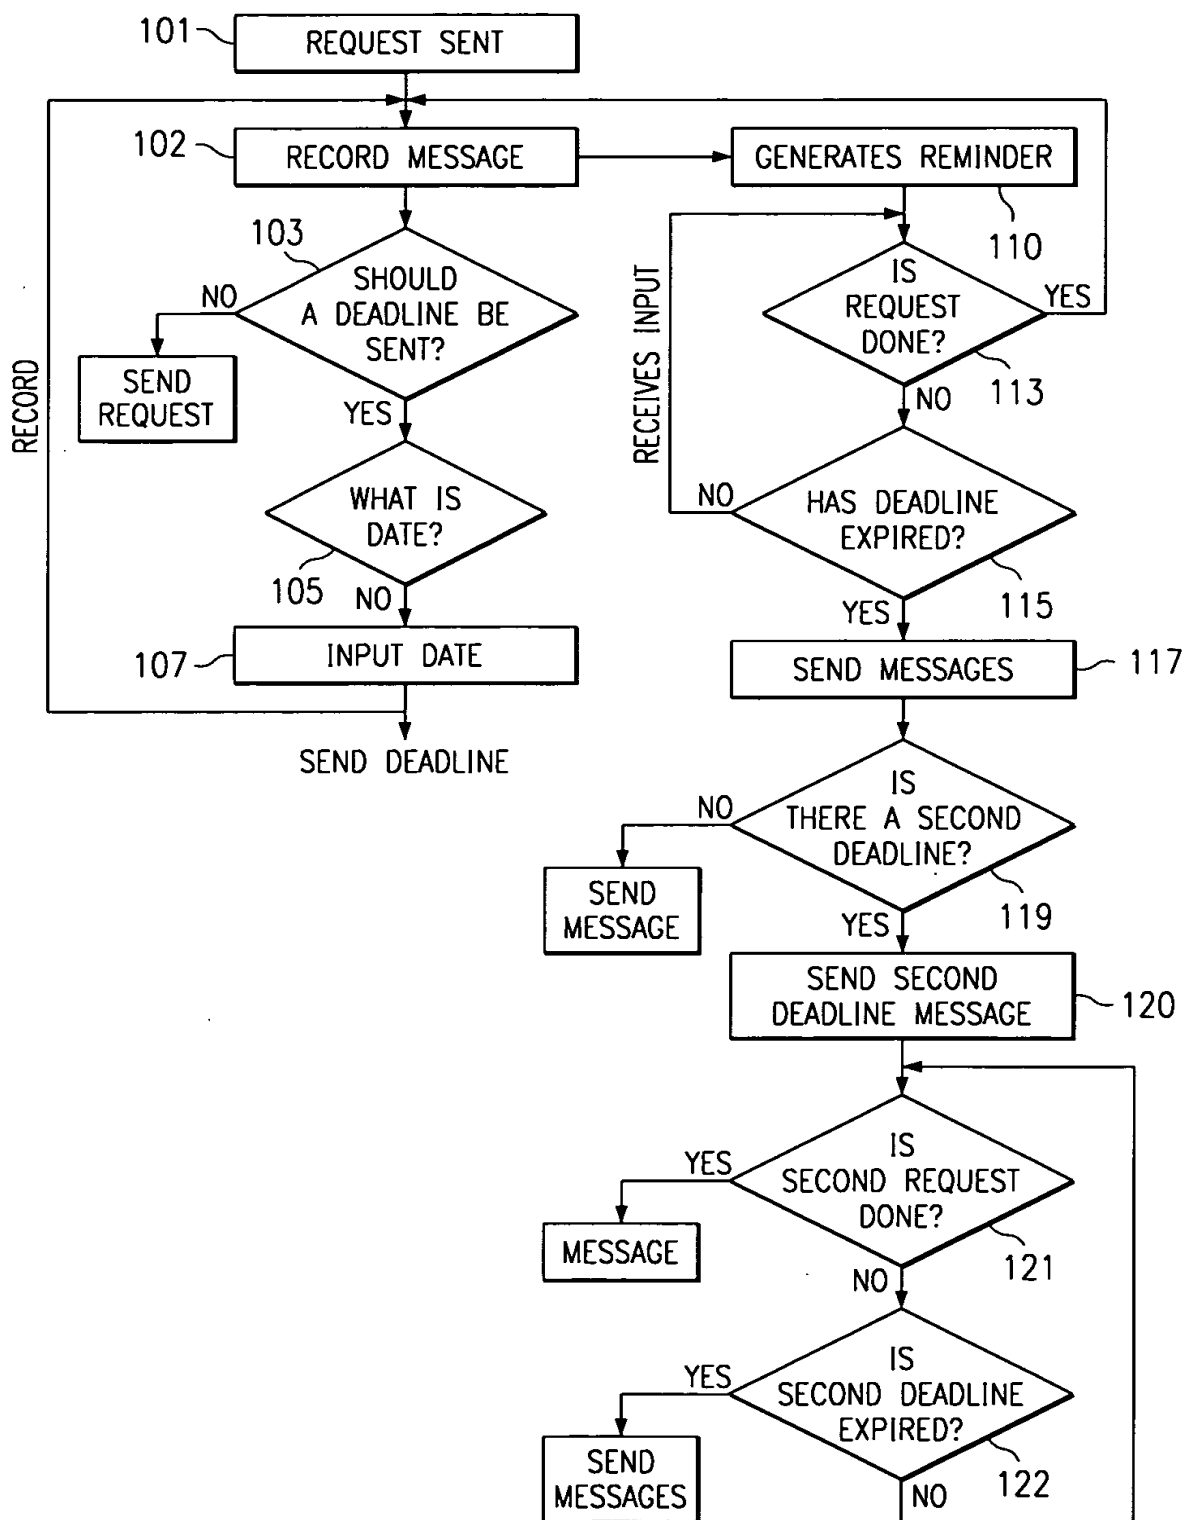 101
REQUEST SENT
102
RECORD MESSAGE
GENERATES REMINDER
110
103
SHOULD
A DEADLINE BE
SENT?
NO
SEND
REQUEST
YES
RECORD
WHAT IS
DATE?
105
NO
107
INPUT DATE
SEND DEADLINE
RECEIVES INPUT
IS
REQUEST
DONE?
YES
113
NO
HAS DEADLINE
EXPIRED?
NO
115
YES
SEND MESSAGES
117
IS
THERE A SECOND
DEADLINE?
NO
SEND
MESSAGE
119
YES
SEND SECOND
DEADLINE MESSAGE
120
IS
SECOND REQUEST
DONE?
YES
MESSAGE
121
NO
IS
SECOND DEADLINE
EXPIRED?
YES
SEND
MESSAGES
122
NO